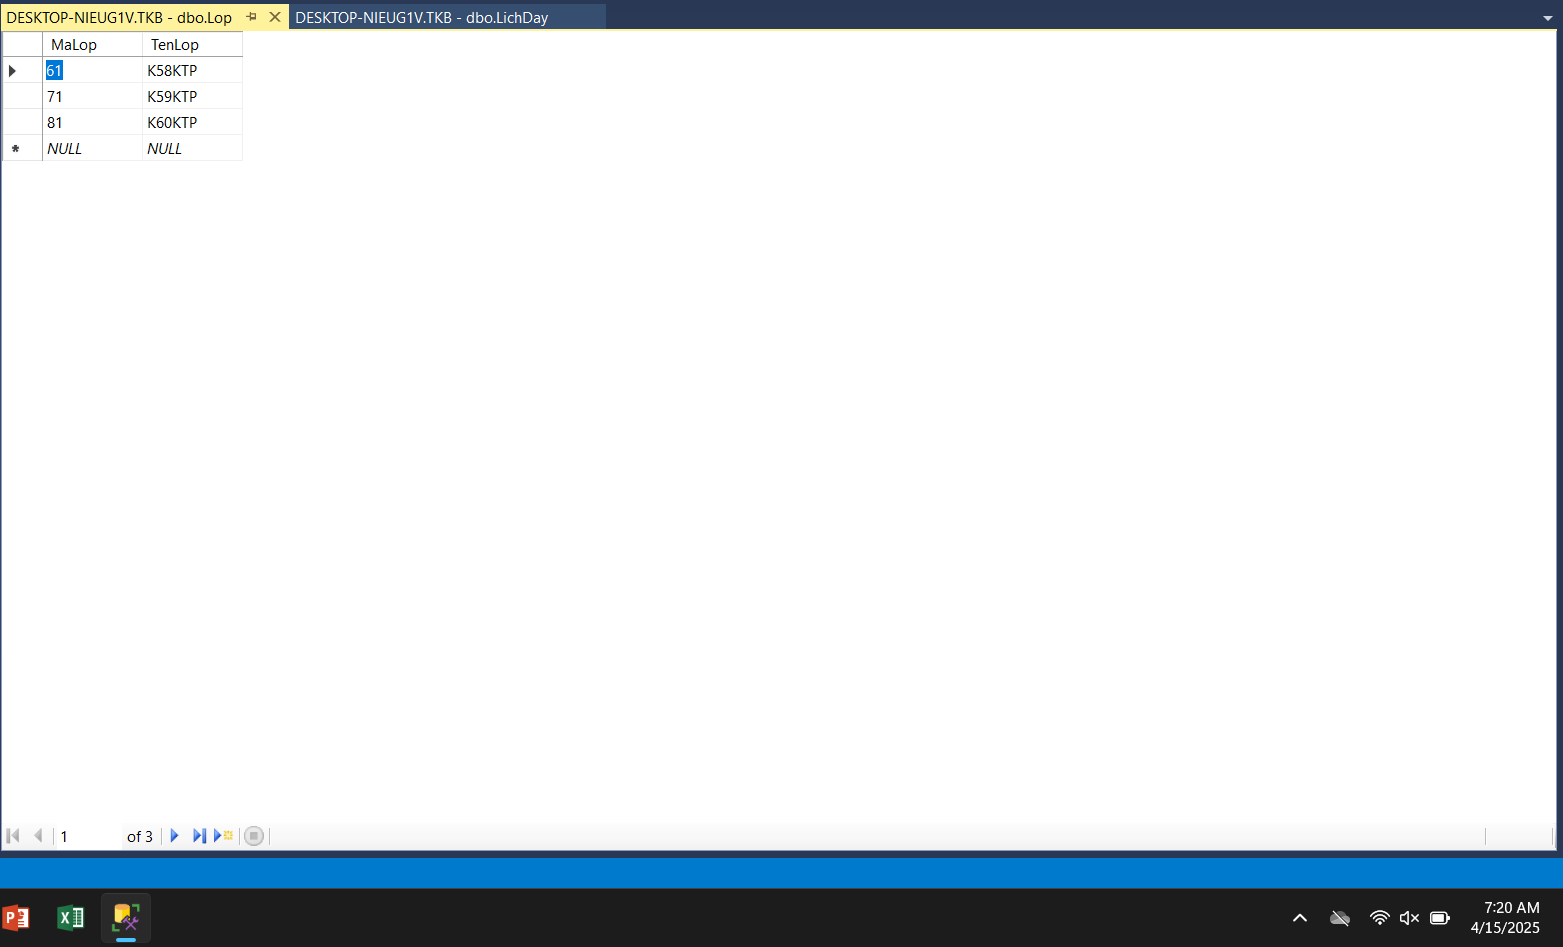 DESKTOP-NIEUG1V.TKB - dbo.Lop DESKTOP-NIEUG1V.TKB - dbo.LichDay
MaLop TenLop
61 K58KTP
71 K59KTP
81 K60KTP
* NULL NULL
1 of 3
7:20 AM
4/15/2025